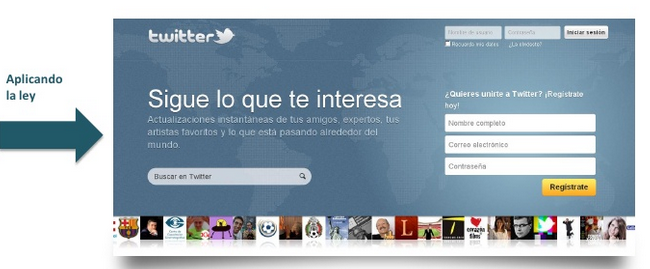 Aplicando
la ley
twitter
Nombre de usuario
Contraseña
Iniciar sesión
Recuerda mis datos
¿La olvidaste?
Sigue lo que te interesa
Actualizaciones instantáneas de tus amigos, expertos, tus
artistas favoritos y lo que está pasando alrededor del
mundo.
Buscar en Twitter
¿Quieres unirte a Twitter? ¡Regístrate
hoy!
Nombre completo
Correo electrónico
Contraseña
Regístrate
L